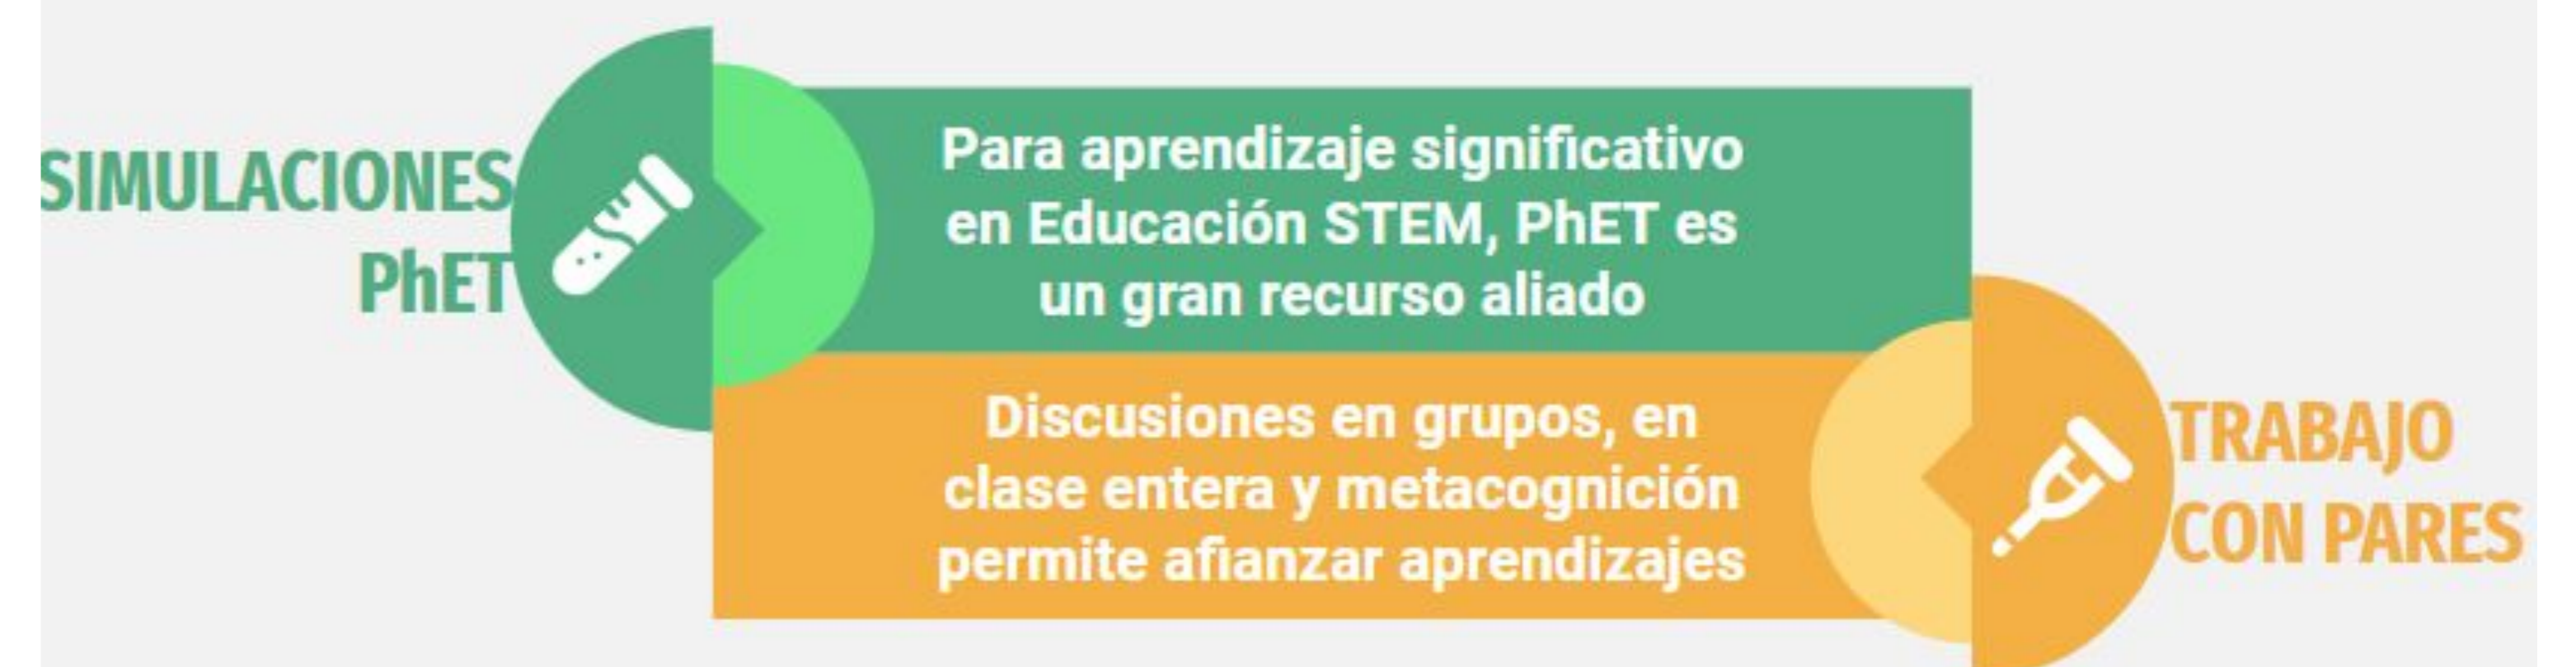 SIMULACIONES
PhET
Para aprendizaje significativo
en Educación STEM, PhET es
un gran recurso aliado
Discusiones en grupos, en
clase entera y metacognición
permite afianzar aprendizajes
TRABAJO
CON PARES